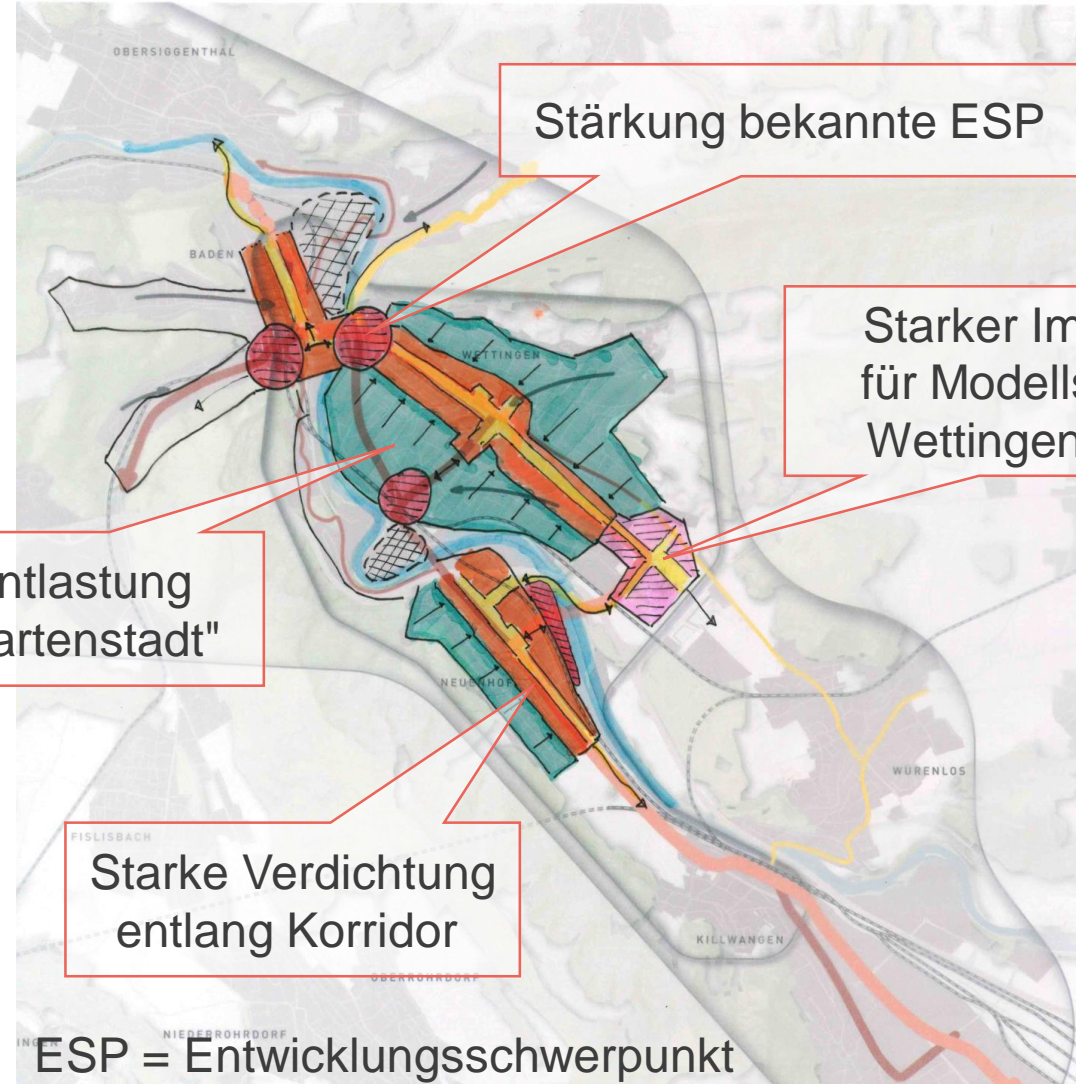 OBERSIGGENTHAL
Stärkung bekannte ESP
BADEN
Starker Im
für Modells
Wettingen
WETTINGEN
ntlastung
artenstadt"
NEUENHOF
WÜRENLOS
FISLISBACH
Starke Verdichtung
entlang Korridor
KILLWANGEN
OBERROHRDORF
NIEDERROHRDORF
INGEN
ESP = Entwicklungsschwerpunkt